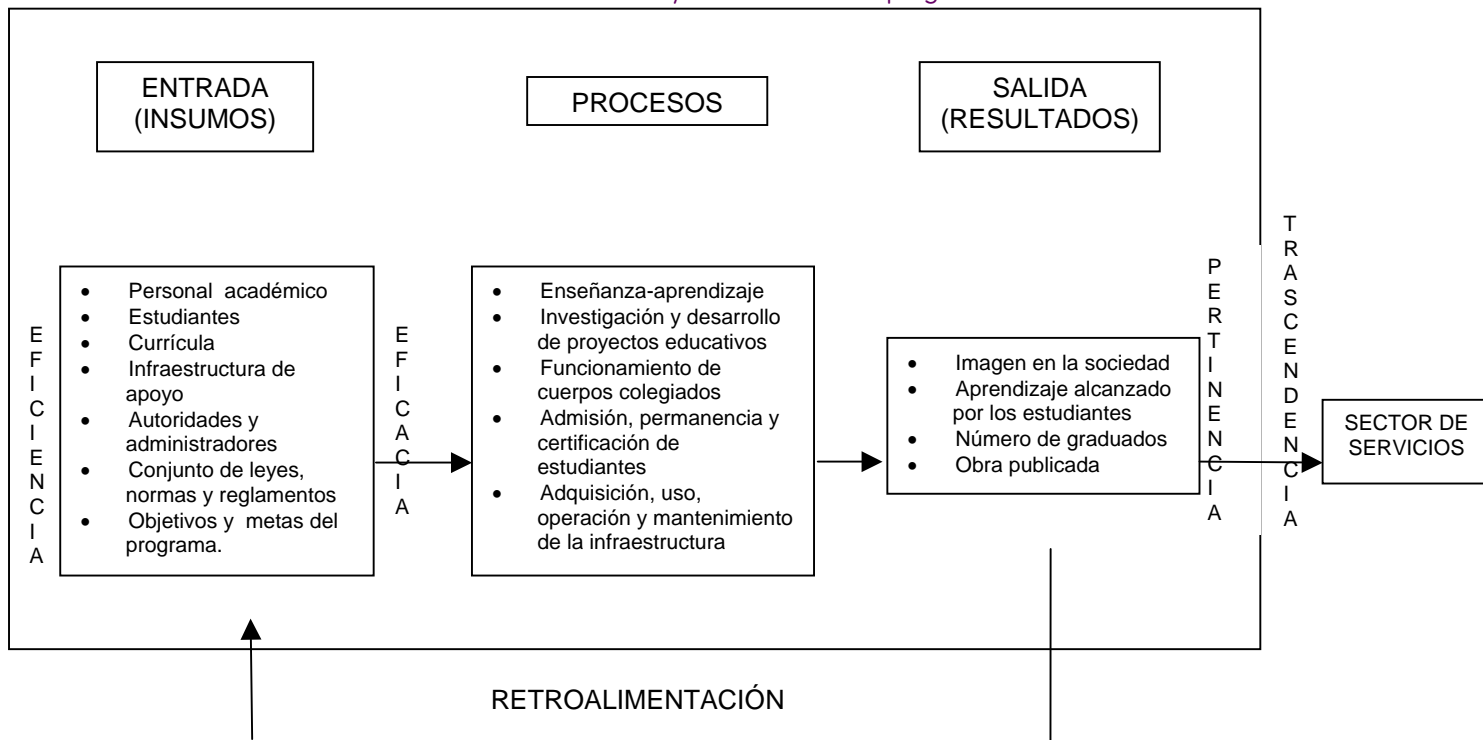 ENTRADA
(INSUMOS)
PROCESOS
SALIDA
(RESULTADOS)
EFICIENCIA
• Personal académico
• Estudiantes
• Currícula
• Infraestructura de
apoyo
• Autoridades y
administradores
• Conjunto de leyes,
normas y reglamentos
• Objetivos y metas del
programa.
EFICACIA
• Enseñanza-aprendizaje
• Investigación y desarrollo
de proyectos educativos
• Funcionamiento de
cuerpos colegiados
• Admisión, permanencia y
certificación de
estudiantes
• Adquisición, uso,
operación y mantenimiento
de la infraestructura
• Imagen en la sociedad
• Aprendizaje alcanzado
por los estudiantes
• Número de graduados
• Obra publicada
PERTINENCIA
TRASCENDENCIA
SECTOR DE
SERVICIOS
RETROALIMENTACIÓN